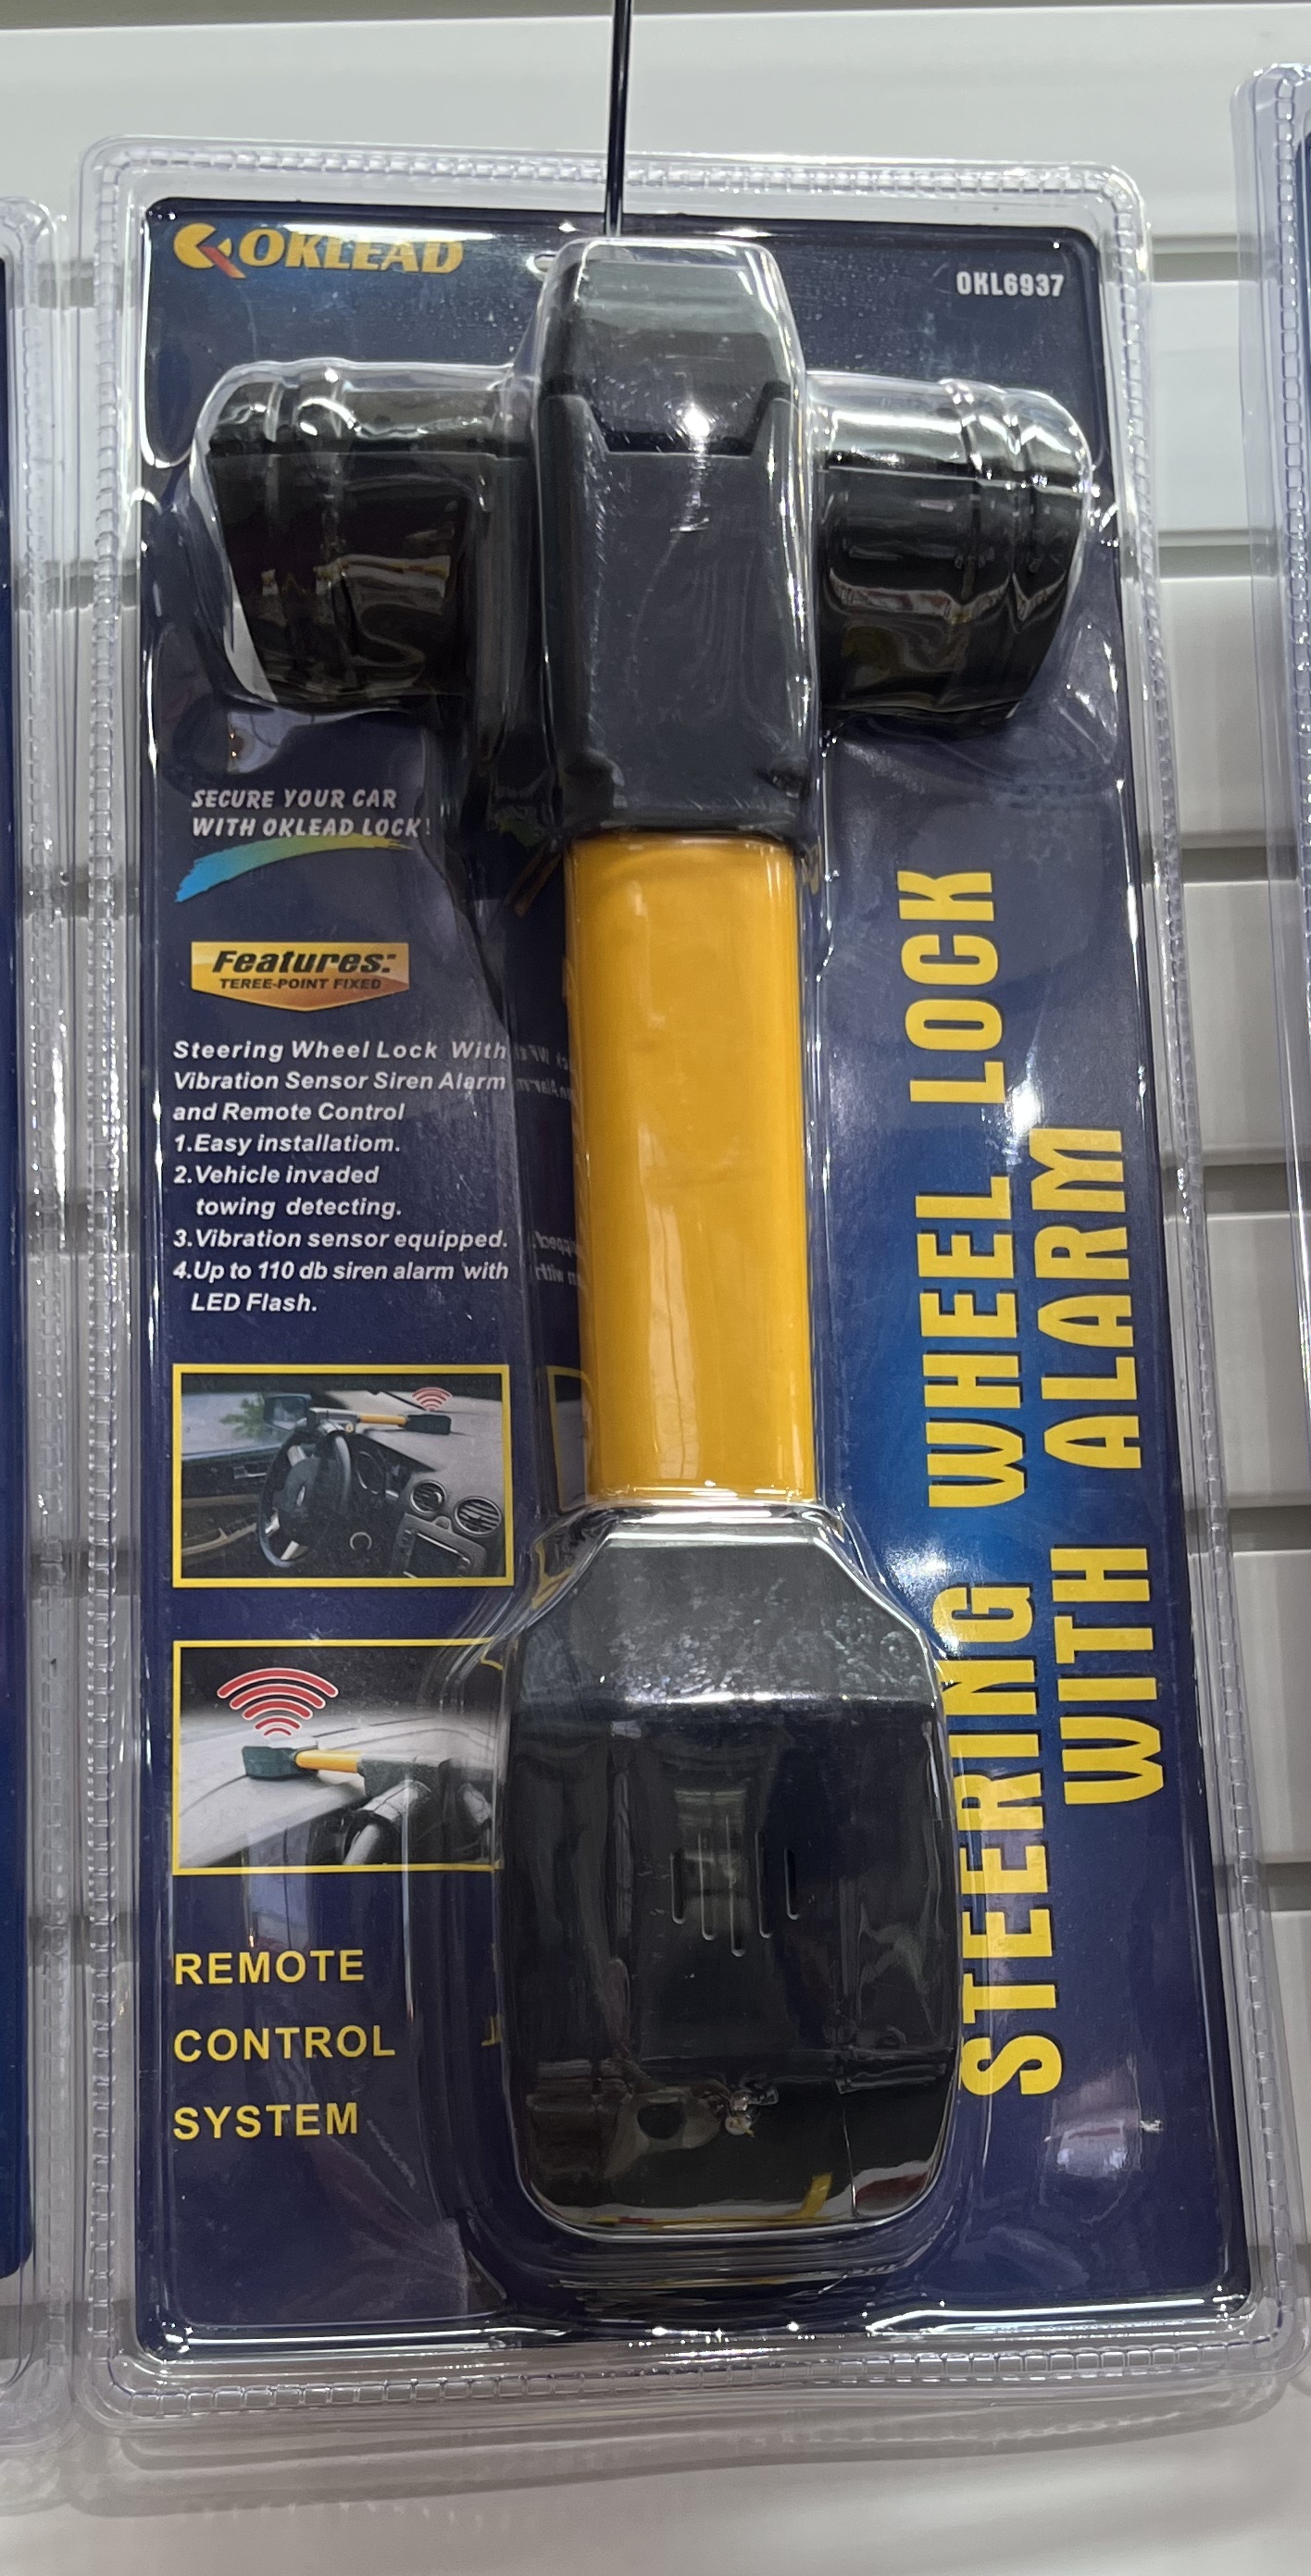 OKLEAD
OKL6937
SECURE YOUR CAR
WITH OKLEAD LOCK!
Features:
TEREE-POINT FIXED
Steering Wheel Lock With
Vibration Sensor Siren Alarm
and Remote Control
1.Easy installatiom.
2.Vehicle invaded
towing detecting.
3.Vibration sensor equipped.
4.Up to 110 db siren alarm with
LED Flash.
REMOTE
CONTROL
SYSTEM
STEERING WHEEL LOCK
WITH ALARM